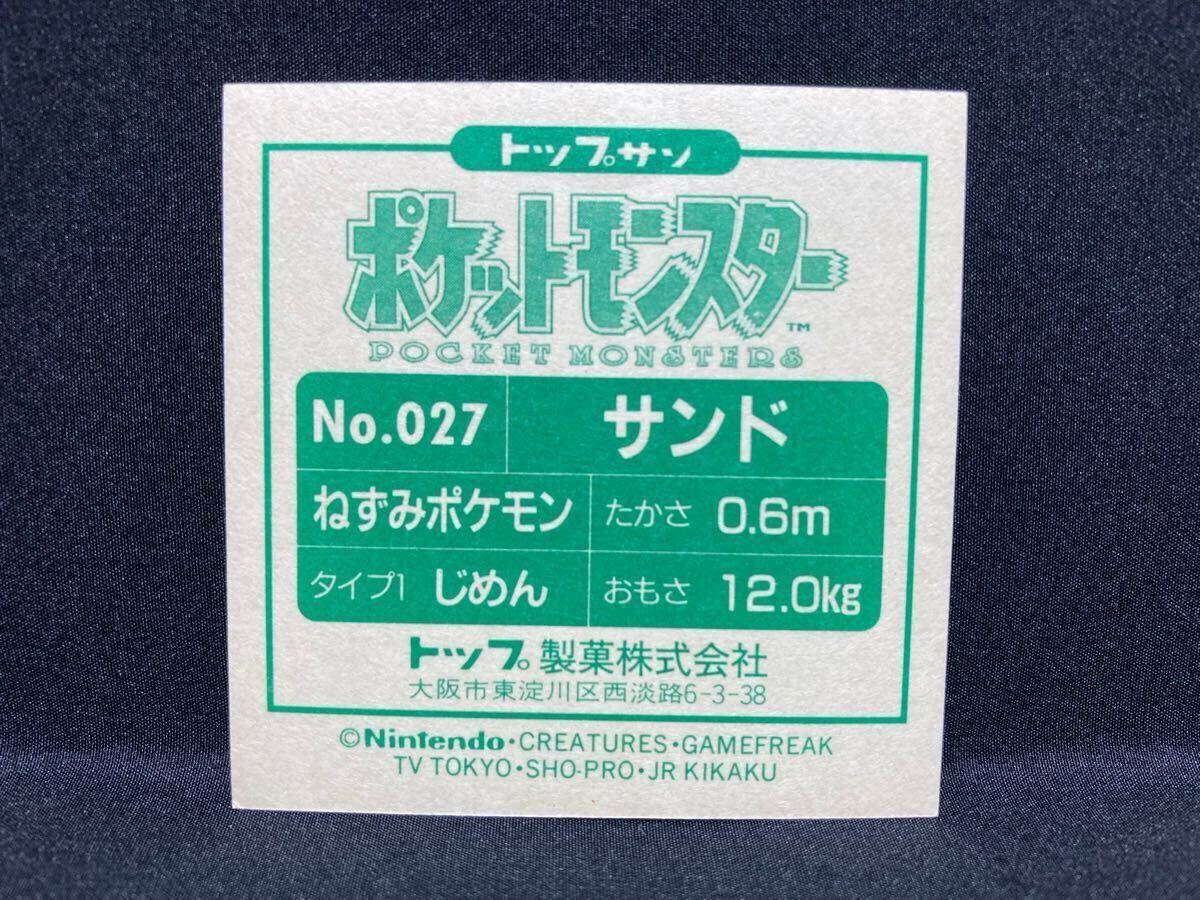 トップサン
ポケットモンスター™
POCKET MONSTERS
No.027 サンド
ねずみポケモン たかさ 0.6m
タイプ1 じめん おもさ 12.0kg
トップ製菓株式会社
大阪市東淀川区西淡路6-3-38
©Nintendo・CREATURES・GAMEFREAK
TV TOKYO・SHO-PRO・JR KIKAKU